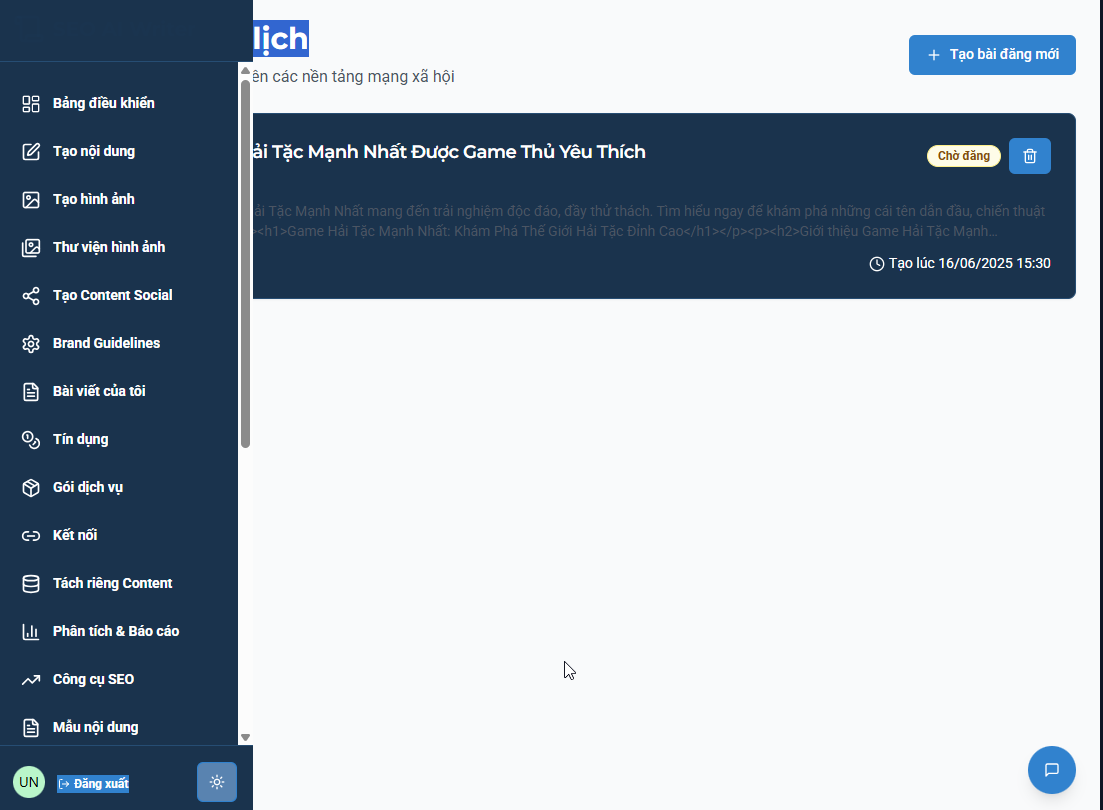 lịch
ên các nền tảng mạng xã hội
Tạo bài đăng mới
Bảng điều khiển
Tạo nội dung
Tạo hình ảnh
Thư viện hình ảnh
Tạo Content Social
Brand Guidelines
Bài viết của tôi
Tín dụng
Gói dịch vụ
Kết nối
Tách riêng Content
Phân tích & Báo cáo
Công cụ SEO
Mẫu nội dung
UN
Đăng xuất
ải Tặc Mạnh Nhất Được Game Thủ Yêu Thích
Chờ đăng
ải Tặc Mạnh Nhất mang đến trải nghiệm độc đáo, đầy thử thách. Tìm hiểu ngay để khám phá những cái tên dẫn đầu, chiến thuật
><h1>Game Hải Tặc Mạnh Nhất: Khám Phá Thế Giới Hải Tặc Đỉnh Cao</h1></p><p><h2>Giới thiệu Game Hải Tặc Mạnh...
Tạo lúc 16/06/2025 15:30